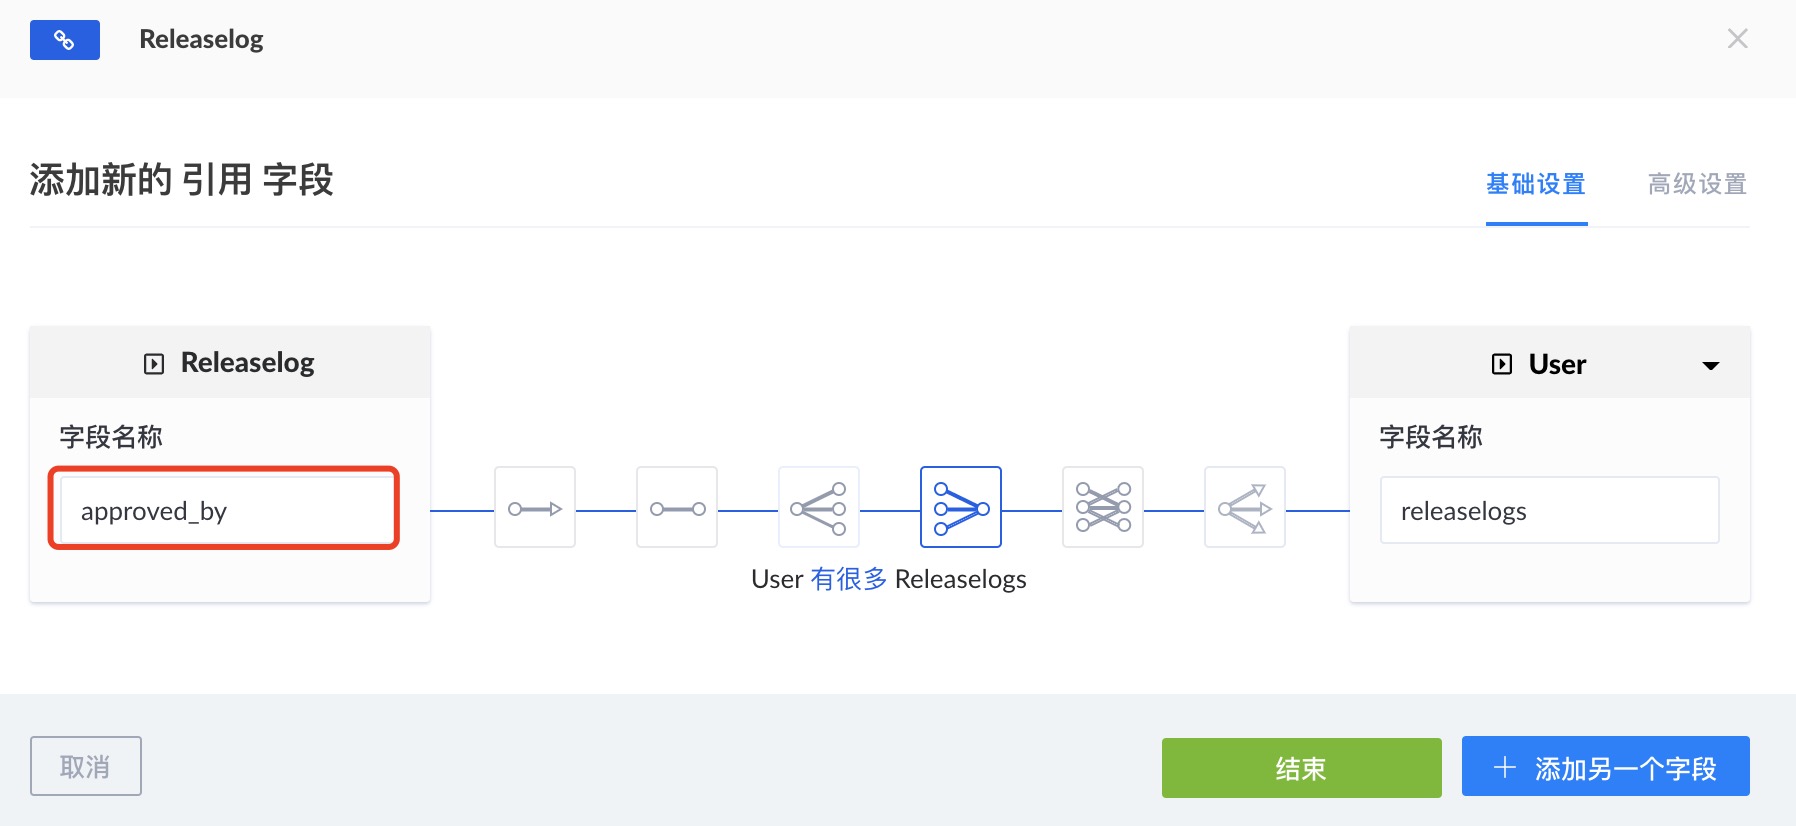 Releaselog
添加新的 引用 字段
基础设置
高级设置
Releaselog
字段名称
approved_by
User 有很多 Releaselogs
User
字段名称
releaselogs
取消
结束
添加另一个字段